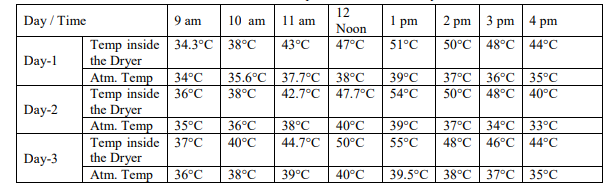 Day / Time 9 am 10 am 11 am 12 Noon 1 pm 2 pm 3 pm 4 pm
Day-1 Temp inside the Dryer 34.3°C 38°C 43°C 47°C 51°C 50°C 48°C 44°C
Atm. Temp 34°C 35.6°C 37.7°C 38°C 39°C 37°C 36°C 35°C
Day-2 Temp inside the Dryer 36°C 38°C 42.7°C 47.7°C 54°C 50°C 48°C 40°C
Atm. Temp 35°C 36°C 38°C 40°C 39°C 37°C 34°C 33°C
Day-3 Temp inside the Dryer 37°C 40°C 44.7°C 50°C 55°C 48°C 46°C 44°C
Atm. Temp 36°C 38°C 39°C 40°C 39.5°C 38°C 37°C 35°C